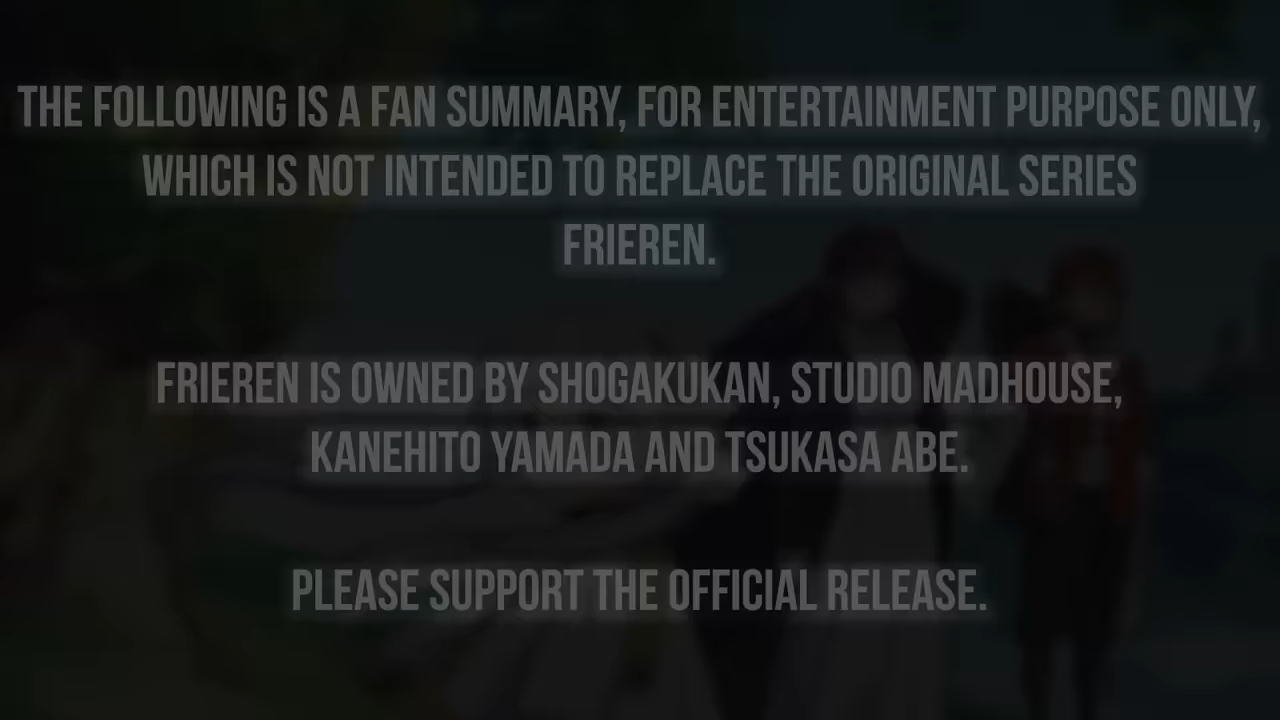 THE FOLLOWING IS A FAN SUMMARY, FOR ENTERTAINMENT PURPOSE ONLY,
WHICH IS NOT INTENDED TO REPLACE THE ORIGINAL SERIES
FRIEREN.
FRIEREN IS OWNED BY SHOGAKUKAN, STUDIO MADHOUSE,
KANEHITO YAMADA AND TSUKASA ABE.
PLEASE SUPPORT THE OFFICIAL RELEASE.